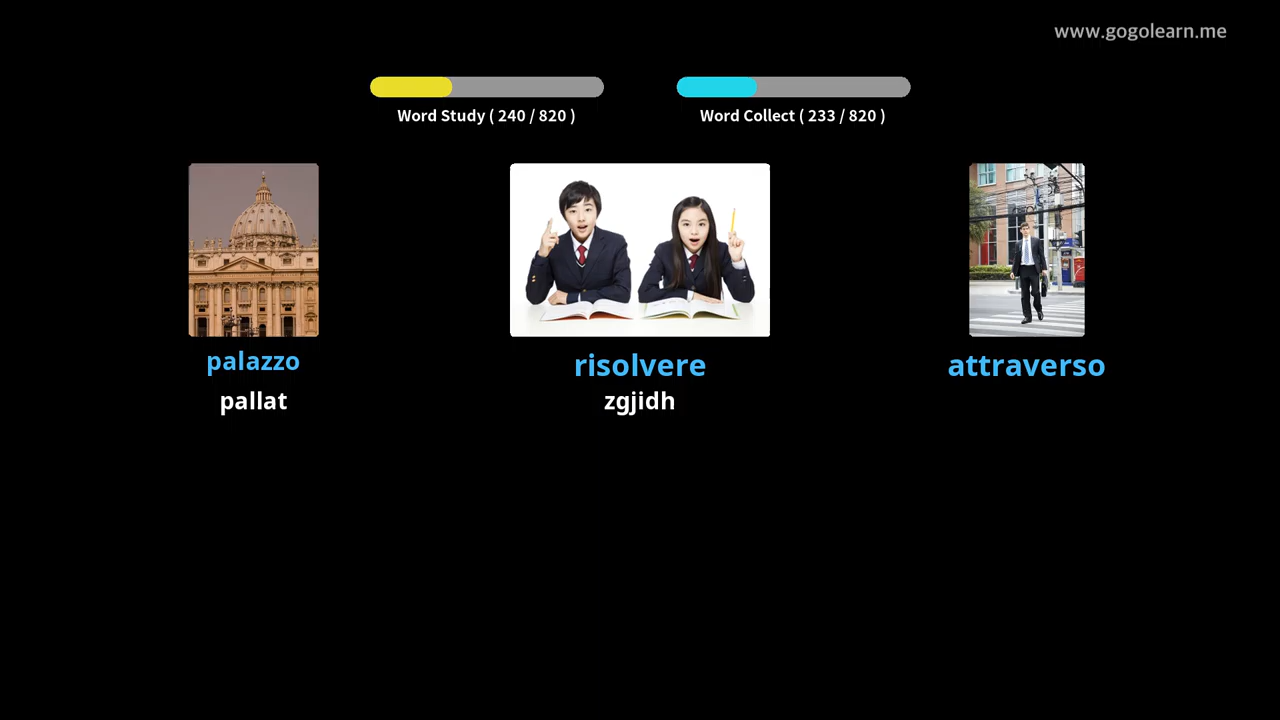 www.gogolearn.me
Word Study ( 240 / 820 )
Word Collect ( 233 / 820 )
palazzo
pallat
risolvere
zgjidh
attraverso